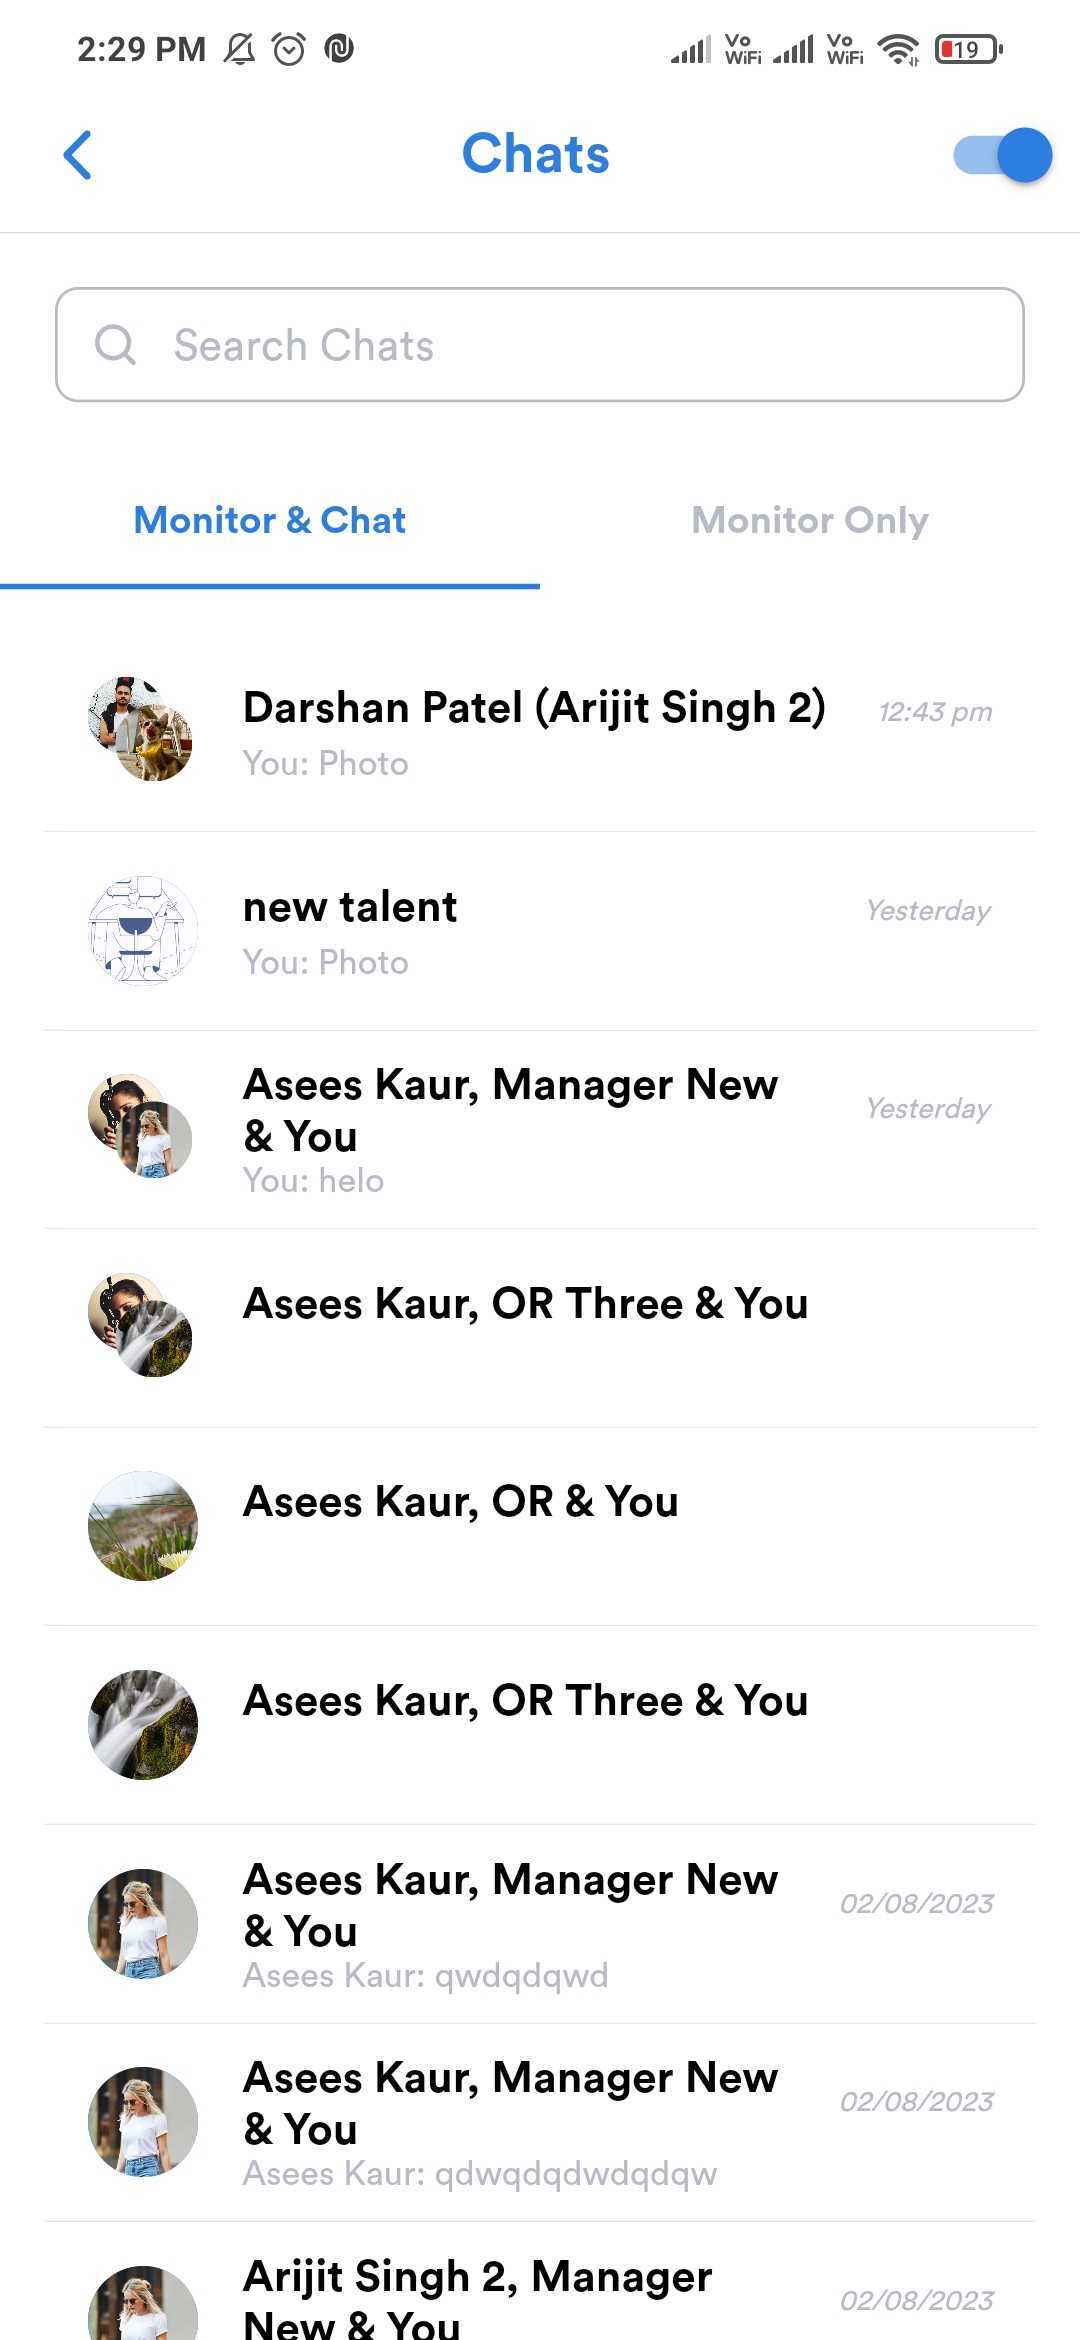 2:29 PM
Vo WiFi
Vo WiFi
19
Chats
Search Chats
Monitor & Chat
Monitor Only
Darshan Patel (Arijit Singh 2)
12:43 pm
You: Photo
new talent
Yesterday
You: Photo
Asees Kaur, Manager New
& You
Yesterday
You: helo
Asees Kaur, OR Three & You
Asees Kaur, OR & You
Asees Kaur, OR Three & You
Asees Kaur, Manager New
& You
02/08/2023
Asees Kaur: qwdqdqwd
Asees Kaur, Manager New
& You
02/08/2023
Asees Kaur: qdwqdqdwdqdqw
Arijit Singh 2, Manager
New & You
02/08/2023